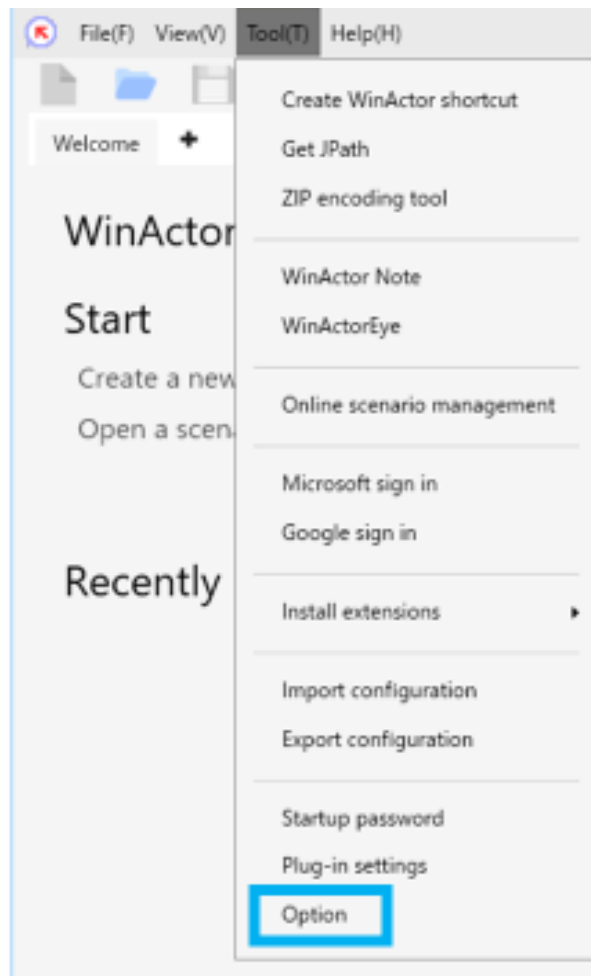 File(F) View(V) Tool(T) Help(H)
Welcome +
WinActor
Start
Create a new
Open a scen
Recently
Create WinActor shortcut
Get JPath
ZIP encoding tool
WinActor Note
WinActorEye
Online scenario management
Microsoft sign in
Google sign in
Install extensions
Import configuration
Export configuration
Startup password
Plug-in settings
Option